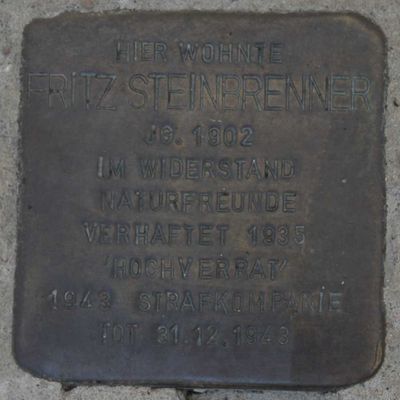 HIER WOHNTE
FRITZ STEINBRENNER
JG. 1902
IM WIDERSTAND
NATURFREUNDE
VERHAFTET 1935
'HOCHVERRAT'
1943 STRAFKOMPANIE
TOT 31.12.1943